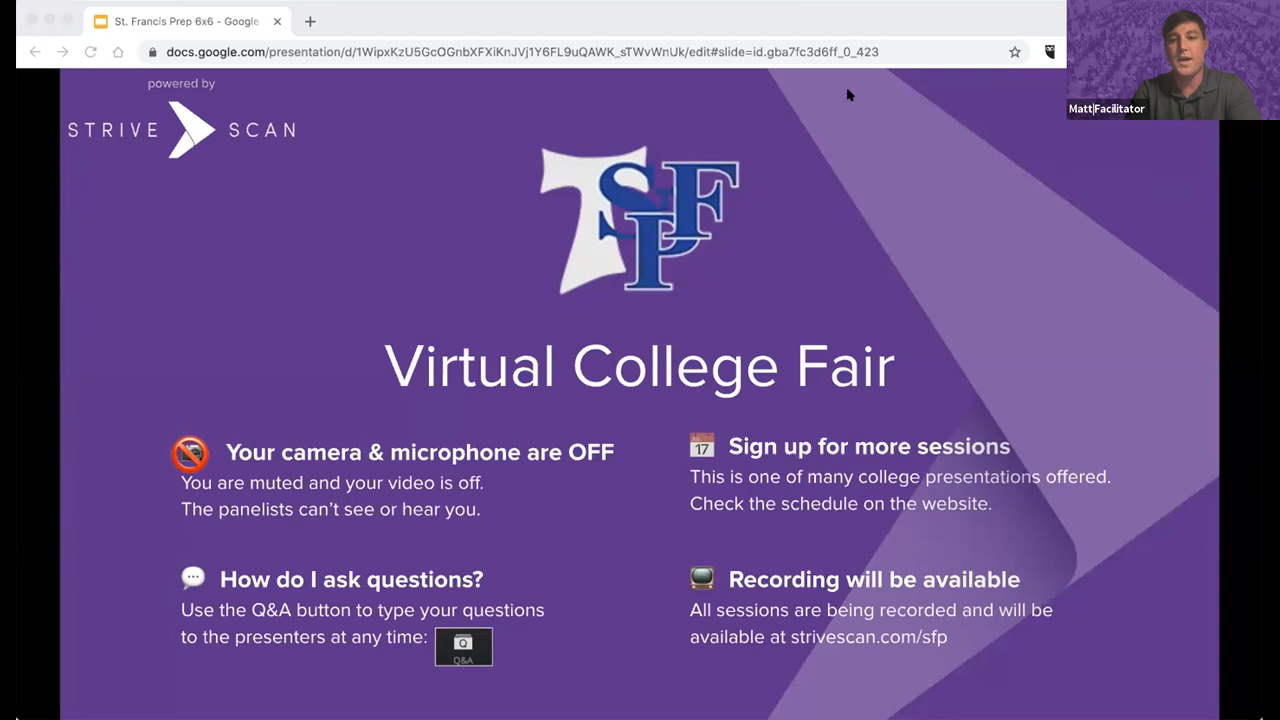 St. Francis Prep 6x6 - Google
docs.google.com/presentation/d/1WipxKzU5GcOGnbXFXiKnJVj1Y6FL9uQAWK_sTWvWnUk/edit#slide=id.gba7fc3d6ff_0_423
Matt|Facilitator
powered by
STRIVE SCAN
T SFP
Virtual College Fair
Your camera & microphone are OFF
You are muted and your video is off.
The panelists can’t see or hear you.
17 Sign up for more sessions
This is one of many college presentations offered.
Check the schedule on the website.
How do I ask questions?
Use the Q&A button to type your questions
to the presenters at any time:
Q
Q&A
Recording will be available
All sessions are being recorded and will be
available at strivescan.com/sfp